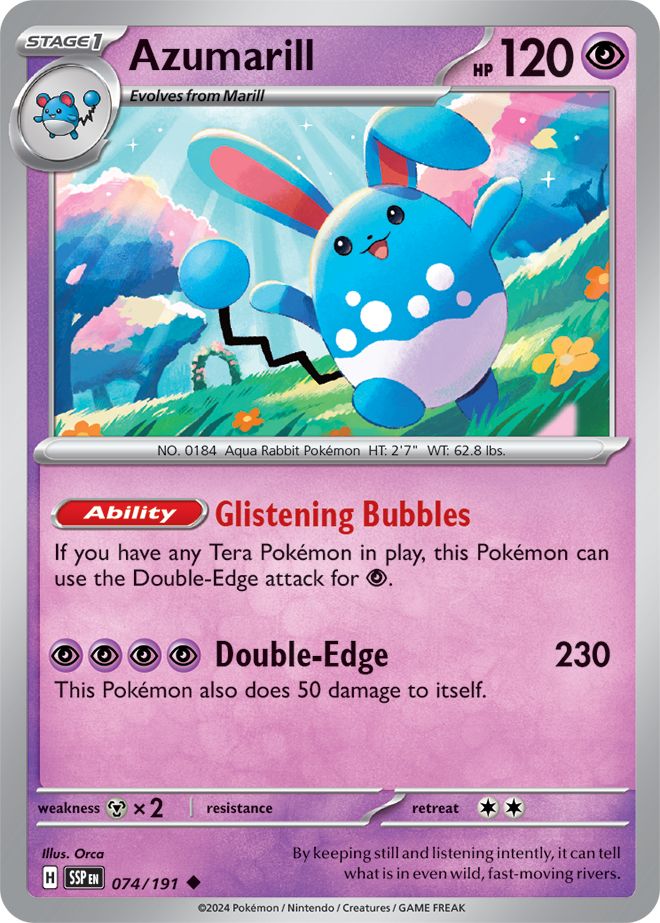 STAGE 1
Azumarill
HP 120
Evolves from Marill
NO. 0184 Aqua Rabbit Pokémon HT: 2'7" WT: 62.8 lbs.
Ability Glistening Bubbles
If you have any Tera Pokémon in play, this Pokémon can
use the Double-Edge attack for .
Double-Edge 230
This Pokémon also does 50 damage to itself.
weakness ×2 resistance retreat
Illus. Orca
H SSP EN 074/191
By keeping still and listening intently, it can tell
what is in even wild, fast-moving rivers.
©2024 Pokémon / Nintendo / Creatures / GAME FREAK